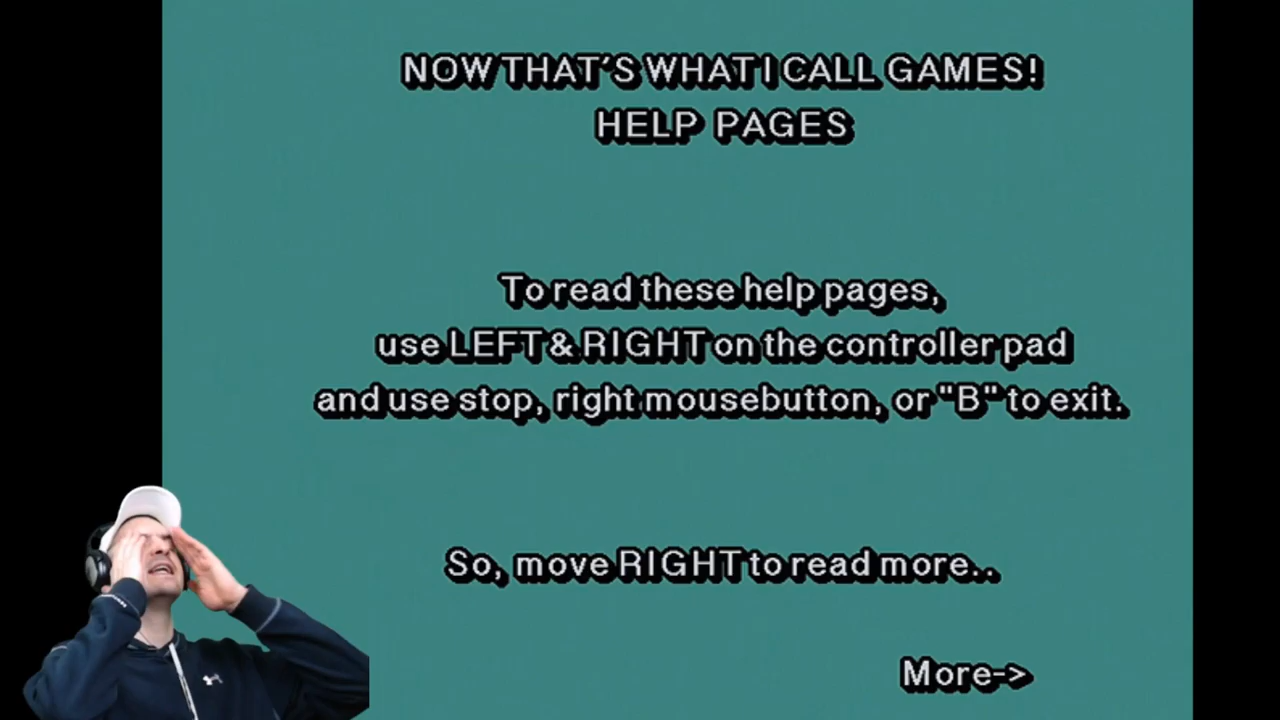 NOW THAT'S WHAT I CALL GAMES!
HELP PAGES
To read these help pages,
use LEFT & RIGHT on the controller pad
and use stop, right mousebutton, or "B" to exit.
So, move RIGHT to read more..
More->